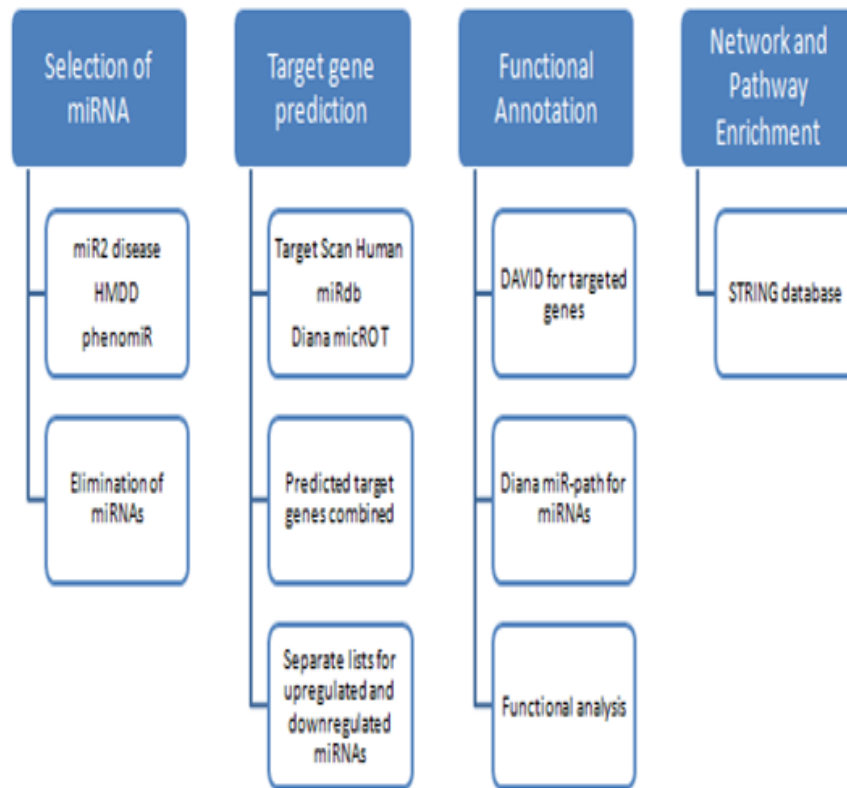 Selection of
miRNA
miR2 disease
HMDD
phenomiR
Elimination of
miRNAs
Target gene
prediction
Target Scan Human
miRdb
Diana micROT
Predicted target
genes combined
Separate lists for
upregulated and
downregulated
miRNAs
Functional
Annotation
DAVID for targeted
genes
Diana miR-path for
miRNAs
Functional analysis
Network and
Pathway
Enrichment
STRING database